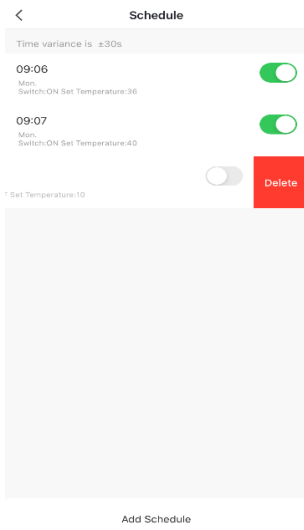 Schedule
Time variance is ±30s
09:06
Mon.
Switch:ON Set Temperature:36
09:07
Mon.
Switch:ON Set Temperature:40
Delete
Set Temperature:10
Add Schedule